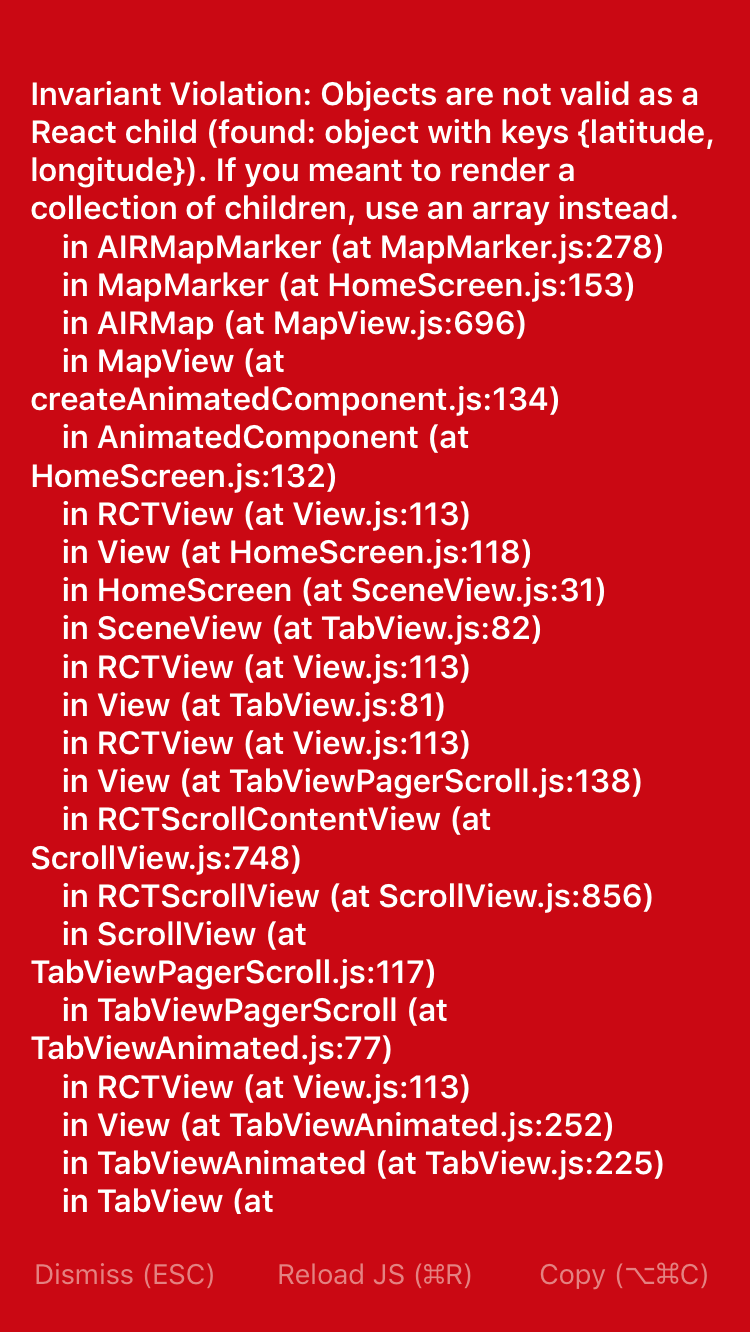 Invariant Violation: Objects are not valid as a
React child (found: object with keys {latitude,
longitude}). If you meant to render a
collection of children, use an array instead.
in AIRMapMarker (at MapMarker.js:278)
in MapMarker (at HomeScreen.js:153)
in AIRMap (at MapView.js:696)
in MapView (at
createAnimatedComponent.js:134)
in AnimatedComponent (at
HomeScreen.js:132)
in RCTView (at View.js:113)
in View (at HomeScreen.js:118)
in HomeScreen (at SceneView.js:31)
in SceneView (at TabView.js:82)
in RCTView (at View.js:113)
in View (at TabView.js:81)
in RCTView (at View.js:113)
in View (at TabViewPagerScroll.js:138)
in RCTScrollContentView (at
ScrollView.js:748)
in RCTScrollView (at ScrollView.js:856)
in ScrollView (at
TabViewPagerScroll.js:117)
in TabViewPagerScroll (at
TabViewAnimated.js:77)
in RCTView (at View.js:113)
in View (at TabViewAnimated.js:252)
in TabViewAnimated (at TabView.js:225)
in TabView (at
Dismiss (ESC) Reload JS (⌘R) Copy (⌥⌘C)